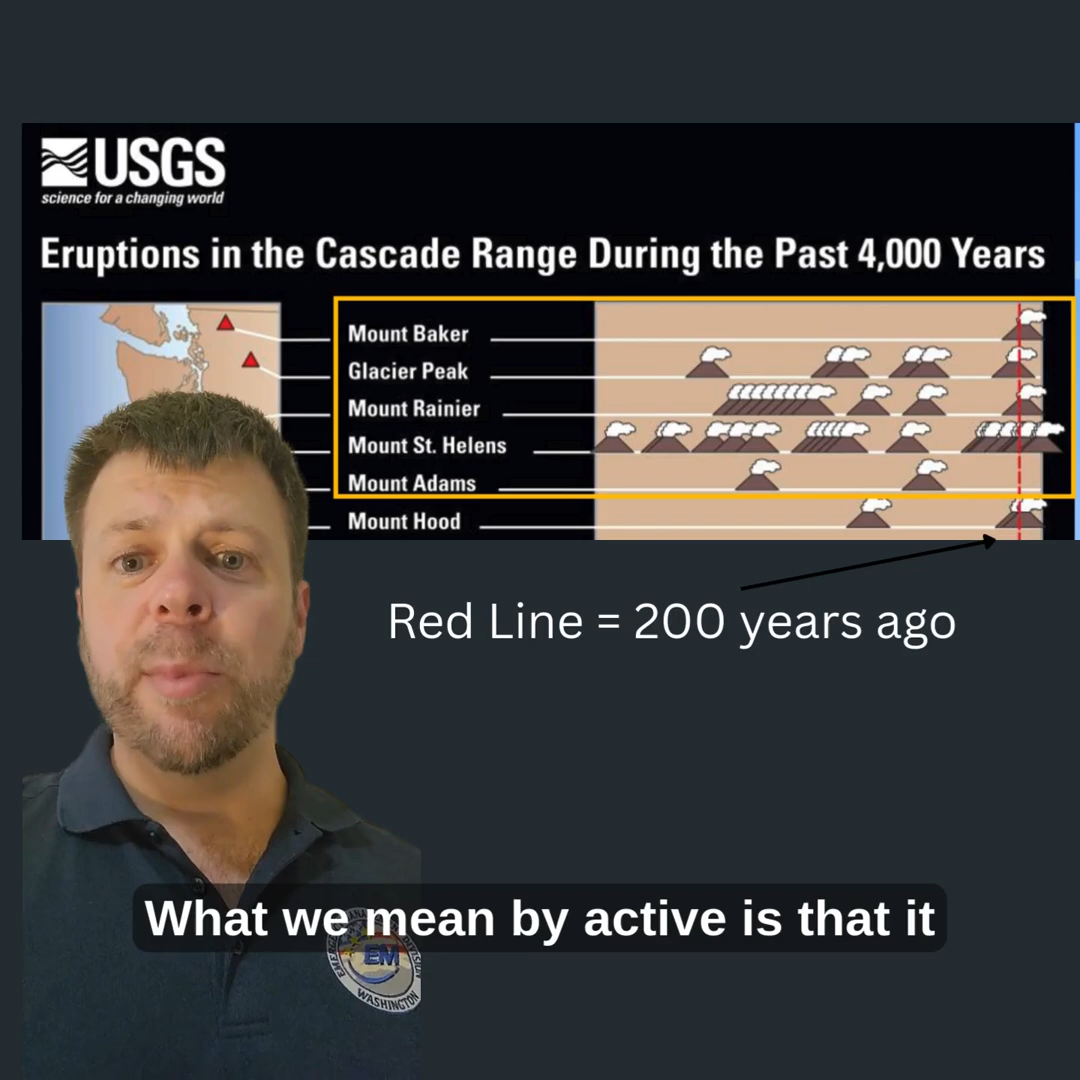 USGS
science for a changing world
Eruptions in the Cascade Range During the Past 4,000 Years
Mount Baker
Glacier Peak
Mount Rainier
Mount St. Helens
Mount Adams
Mount Hood
Red Line = 200 years ago
What we mean by active is that it
EM
WASHINGTON